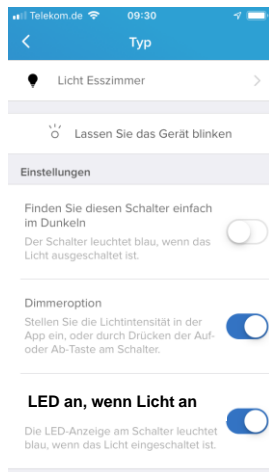 Telekom.de 09:30
Typ
Licht Esszimmer
Lassen Sie das Gerät blinken
Einstellungen
Finden Sie diesen Schalter einfach
im Dunkeln
Der Schalter leuchtet blau, wenn das
Licht ausgeschaltet ist.
Dimmeroption
Stellen Sie die Lichtintensität in der
App ein, oder durch Drücken der Auf-
oder Ab-Taste am Schalter.
LED an, wenn Licht an
Die LED-Anzeige am Schalter leuchtet
blau, wenn das Licht eingeschaltet ist.